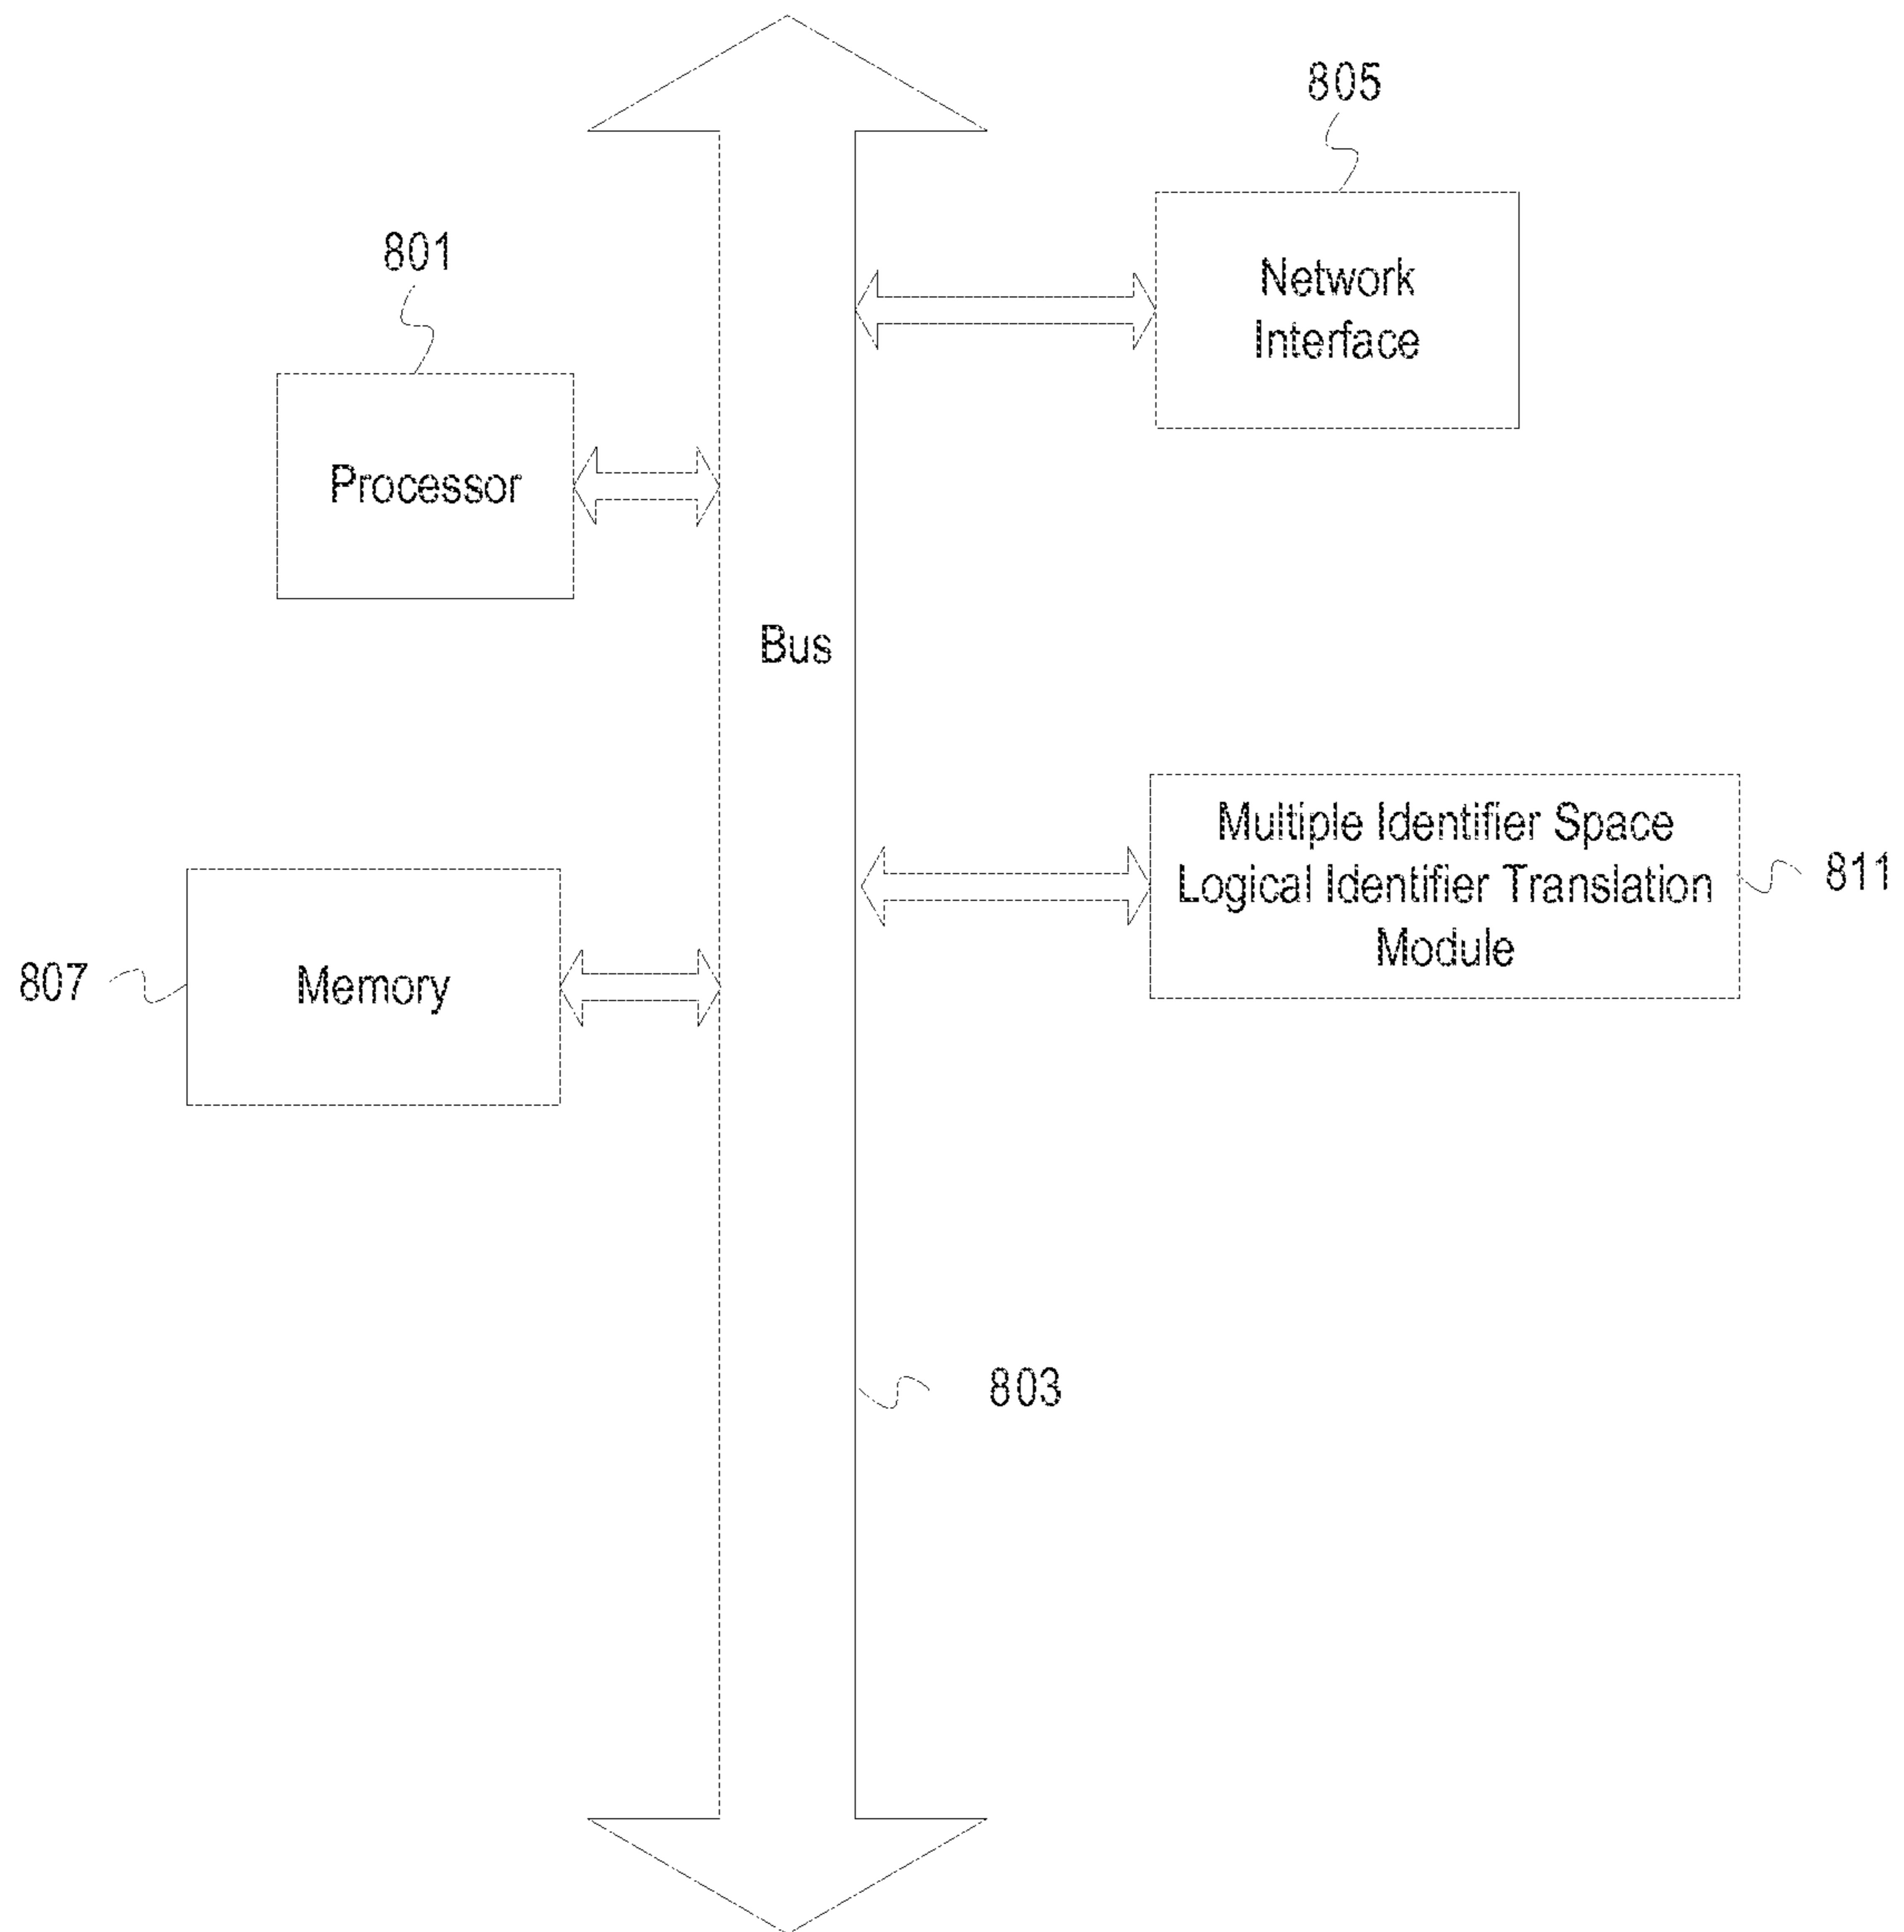 805
Network
Interface
801
Processor
Bus
Multiple Identifier Space
Logical Identifier Translation
Module
811
807
Memory
803